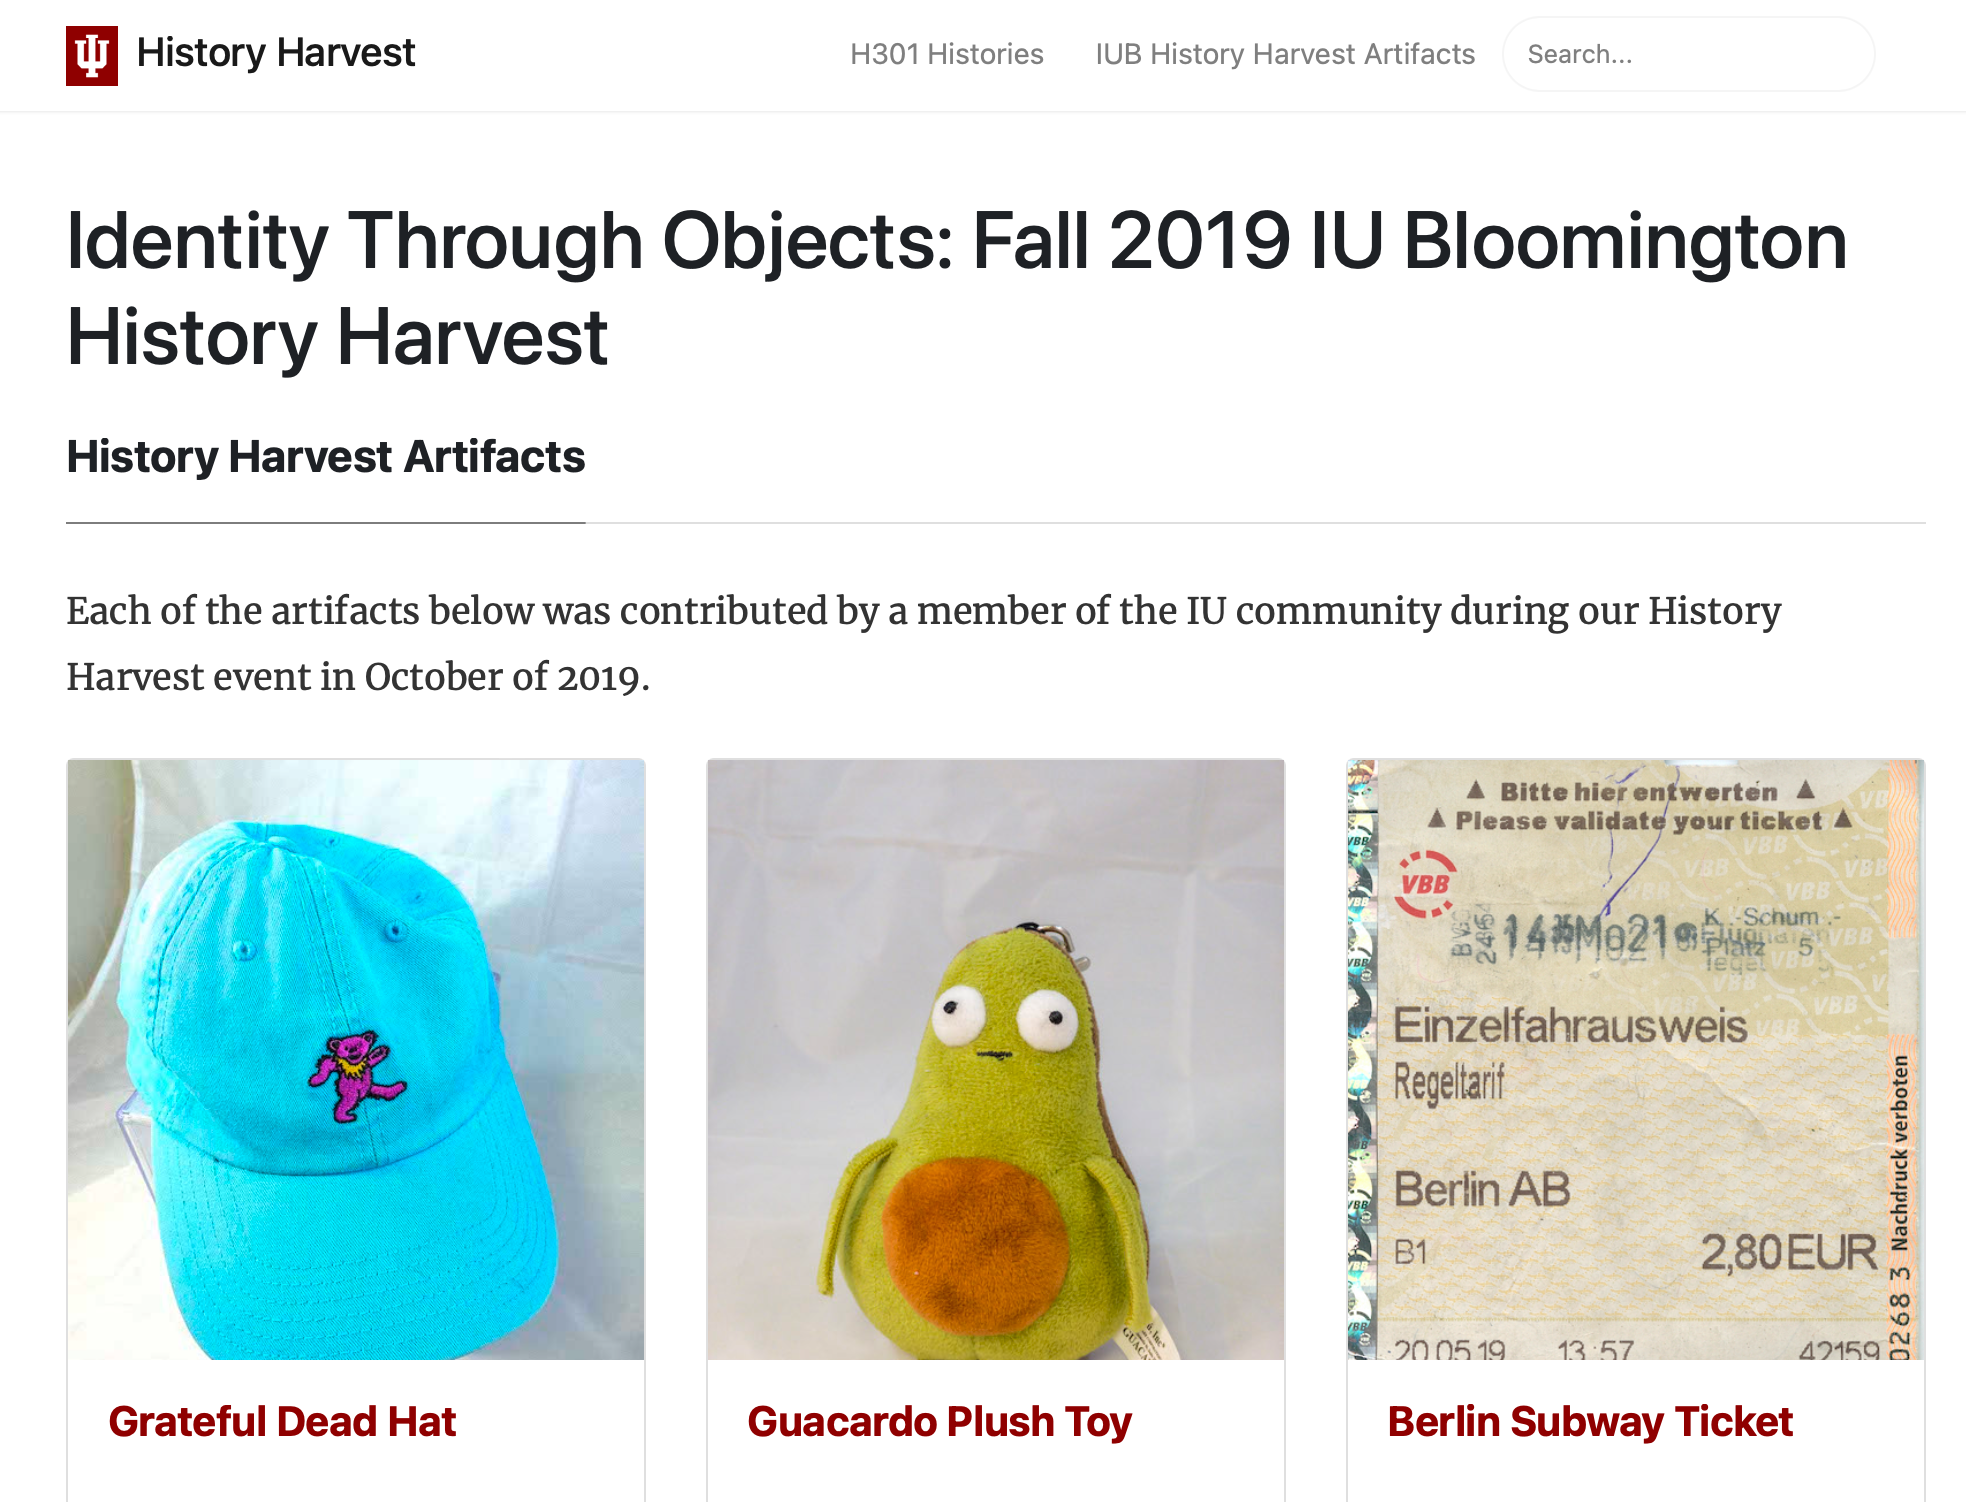 History Harvest
H301 Histories
IUB History Harvest Artifacts
Search...
Identity Through Objects: Fall 2019 IU Bloomington
History Harvest
History Harvest Artifacts
Each of the artifacts below was contributed by a member of the IU community during our History
Harvest event in October of 2019.
▲ Bitte hier entwerten ▲
▲ Please validate your ticket ▲
VBB
K.-Schum.-
Platz 5
Einzelfahrausweis
Regeltarif
Berlin AB
B1
2,80EUR
20.05.19 13:57 42159
0268 3 Nachdruck verboten
Grateful Dead Hat
Guacardo Plush Toy
Berlin Subway Ticket